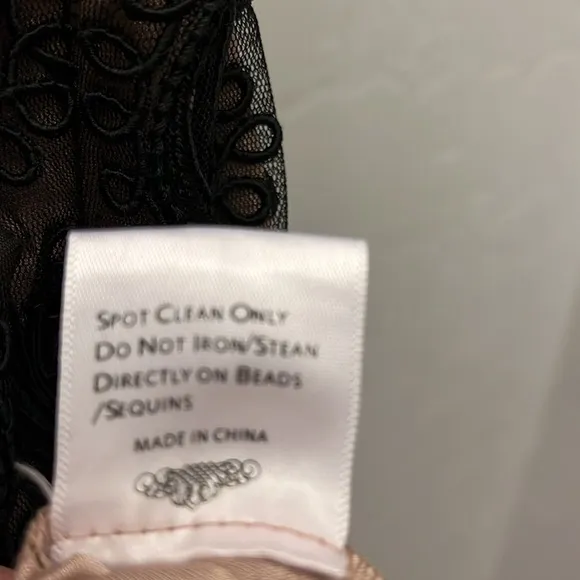 SPOT CLEAN ONLY
DO NOT IRON/STEAN
DIRECTLY ON BEADS
/SEQUINS
MADE IN CHINA